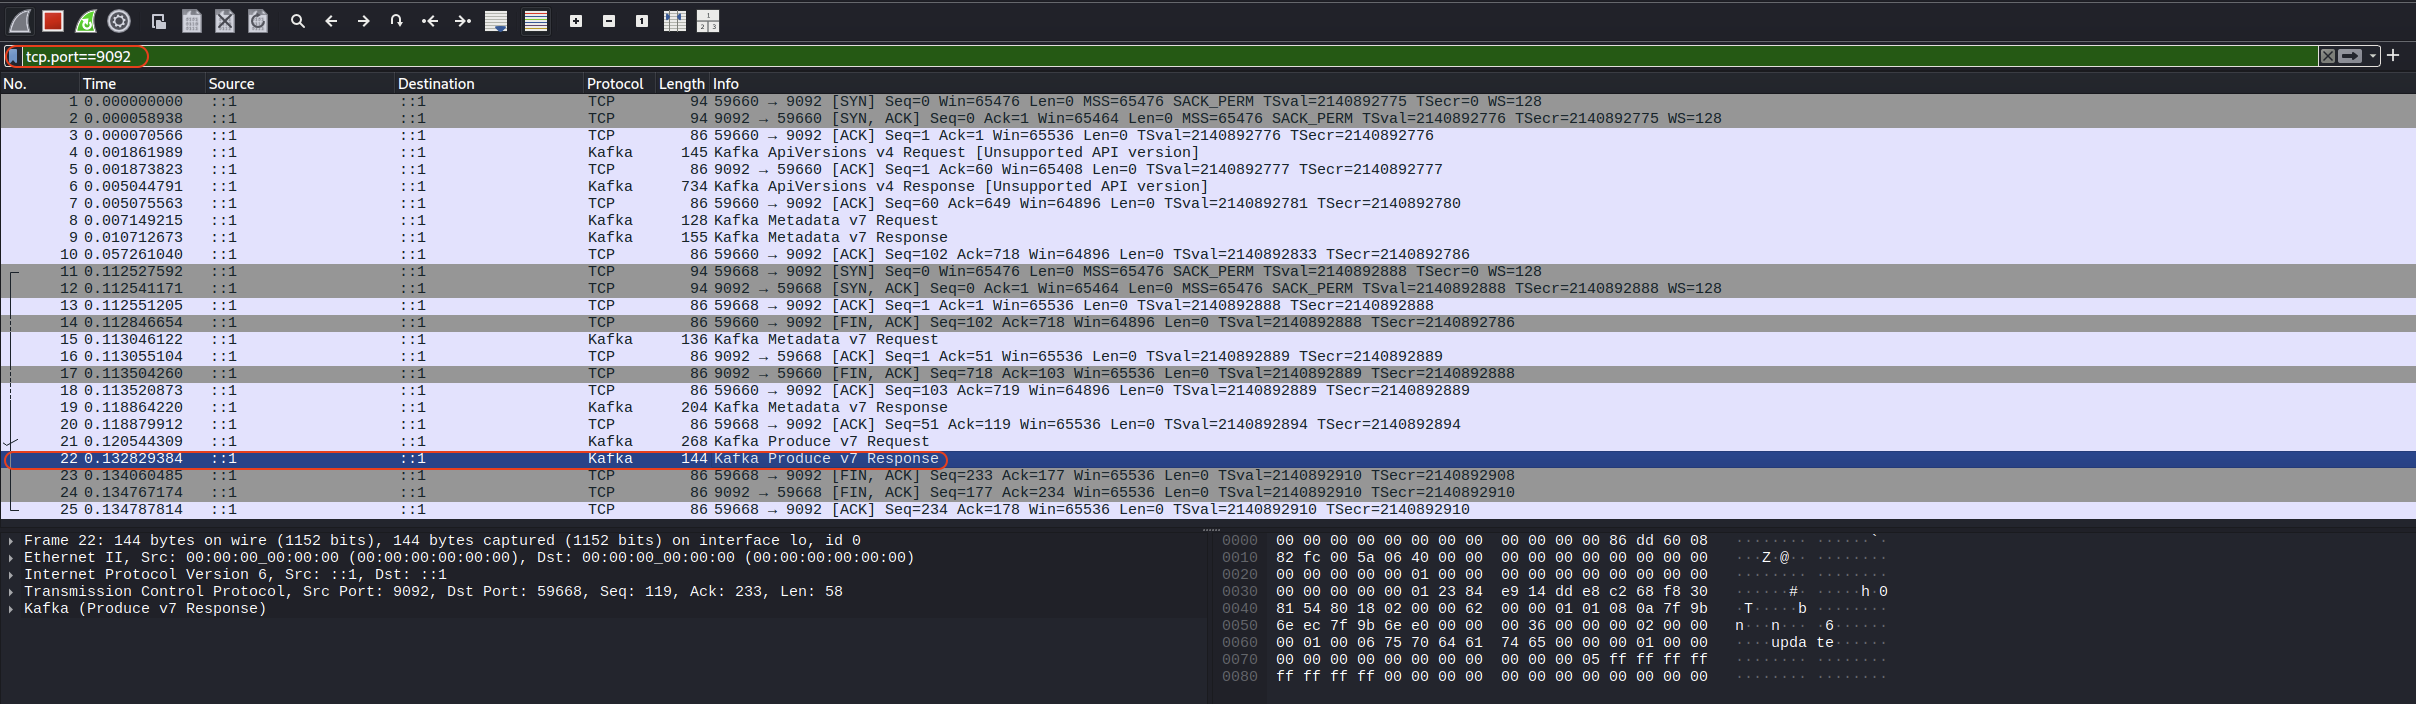 tcp.port==9092
No. Time Source Destination Protocol Length Info
1 0.000000000 ::1 ::1 TCP 94 59660 → 9092 [SYN] Seq=0 Win=65476 Len=0 MSS=65476 SACK_PERM TSval=2140892775 TSecr=0 WS=128
2 0.000058938 ::1 ::1 TCP 94 9092 → 59660 [SYN, ACK] Seq=0 Ack=1 Win=65464 Len=0 MSS=65476 SACK_PERM TSval=2140892776 TSecr=2140892775 WS=128
3 0.000070566 ::1 ::1 TCP 86 59660 → 9092 [ACK] Seq=1 Ack=1 Win=65536 Len=0 TSval=2140892776 TSecr=2140892776
4 0.001861989 ::1 ::1 Kafka 145 Kafka ApiVersions v4 Request [Unsupported API version]
5 0.001873823 ::1 ::1 TCP 86 9092 → 59660 [ACK] Seq=1 Ack=60 Win=65408 Len=0 TSval=2140892777 TSecr=2140892777
6 0.005044791 ::1 ::1 Kafka 734 Kafka ApiVersions v4 Response [Unsupported API version]
7 0.005075563 ::1 ::1 TCP 86 59660 → 9092 [ACK] Seq=60 Ack=649 Win=64896 Len=0 TSval=2140892781 TSecr=2140892780
8 0.007149215 ::1 ::1 Kafka 128 Kafka Metadata v7 Request
9 0.010712673 ::1 ::1 Kafka 155 Kafka Metadata v7 Response
10 0.057261040 ::1 ::1 TCP 86 59660 → 9092 [ACK] Seq=102 Ack=718 Win=64896 Len=0 TSval=2140892833 TSecr=2140892786
11 0.112527592 ::1 ::1 TCP 94 59668 → 9092 [SYN] Seq=0 Win=65476 Len=0 MSS=65476 SACK_PERM TSval=2140892888 TSecr=0 WS=128
12 0.112541171 ::1 ::1 TCP 94 9092 → 59668 [SYN, ACK] Seq=0 Ack=1 Win=65464 Len=0 MSS=65476 SACK_PERM TSval=2140892888 TSecr=2140892888 WS=128
13 0.112551205 ::1 ::1 TCP 86 59668 → 9092 [ACK] Seq=1 Ack=1 Win=65536 Len=0 TSval=2140892888 TSecr=2140892888
14 0.112846654 ::1 ::1 TCP 86 59660 → 9092 [FIN, ACK] Seq=102 Ack=718 Win=64896 Len=0 TSval=2140892888 TSecr=2140892786
15 0.113046122 ::1 ::1 Kafka 136 Kafka Metadata v7 Request
16 0.113055104 ::1 ::1 TCP 86 9092 → 59668 [ACK] Seq=1 Ack=51 Win=65536 Len=0 TSval=2140892889 TSecr=2140892889
17 0.113504260 ::1 ::1 TCP 86 9092 → 59660 [FIN, ACK] Seq=718 Ack=103 Win=65536 Len=0 TSval=2140892889 TSecr=2140892888
18 0.113520873 ::1 ::1 TCP 86 59660 → 9092 [ACK] Seq=103 Ack=719 Win=64896 Len=0 TSval=2140892889 TSecr=2140892889
19 0.118864220 ::1 ::1 Kafka 204 Kafka Metadata v7 Response
20 0.118879912 ::1 ::1 TCP 86 59668 → 9092 [ACK] Seq=51 Ack=119 Win=65536 Len=0 TSval=2140892894 TSecr=2140892894
21 0.120544309 ::1 ::1 Kafka 268 Kafka Produce v7 Request
22 0.132829384 ::1 ::1 Kafka 144 Kafka Produce v7 Response
23 0.134060485 ::1 ::1 TCP 86 59668 → 9092 [FIN, ACK] Seq=233 Ack=177 Win=65536 Len=0 TSval=2140892910 TSecr=2140892908
24 0.134767174 ::1 ::1 TCP 86 9092 → 59668 [FIN, ACK] Seq=177 Ack=234 Win=65536 Len=0 TSval=2140892910 TSecr=2140892910
25 0.134787814 ::1 ::1 TCP 86 59668 → 9092 [ACK] Seq=234 Ack=178 Win=65536 Len=0 TSval=2140892910 TSecr=2140892910
Frame 22: 144 bytes on wire (1152 bits), 144 bytes captured (1152 bits) on interface lo, id 0
Ethernet II, Src: 00:00:00_00:00:00 (00:00:00:00:00:00), Dst: 00:00:00_00:00:00 (00:00:00:00:00:00)
Internet Protocol Version 6, Src: ::1, Dst: ::1
Transmission Control Protocol, Src Port: 9092, Dst Port: 59668, Seq: 119, Ack: 233, Len: 58
Kafka (Produce v7 Response)
0000 00 00 00 00 00 00 00 00 00 00 00 00 86 dd 60 08 ········ ······`·
0010 82 fc 00 5a 06 40 00 00 00 00 00 00 00 00 00 00 ···Z·@·· ········
0020 00 00 00 00 00 01 00 00 00 00 00 00 00 00 00 00 ········ ········
0030 00 00 00 00 00 01 23 84 e9 14 dd e8 c2 68 f8 30 ······#· ·····h·0
0040 81 54 80 18 02 00 00 62 00 00 01 01 08 0a 7f 9b ·T·····b ········
0050 6e ec 7f 9b 6e e0 00 00 00 36 00 00 00 02 00 00 n···n··· ·6······
0060 00 01 00 06 75 70 64 61 74 65 00 00 00 01 00 00 ····upda te······
0070 00 00 00 00 00 00 00 00 00 00 00 05 ff ff ff ff ········ ········
0080 ff ff ff ff 00 00 00 00 00 00 00 00 00 00 00 00 ········ ········